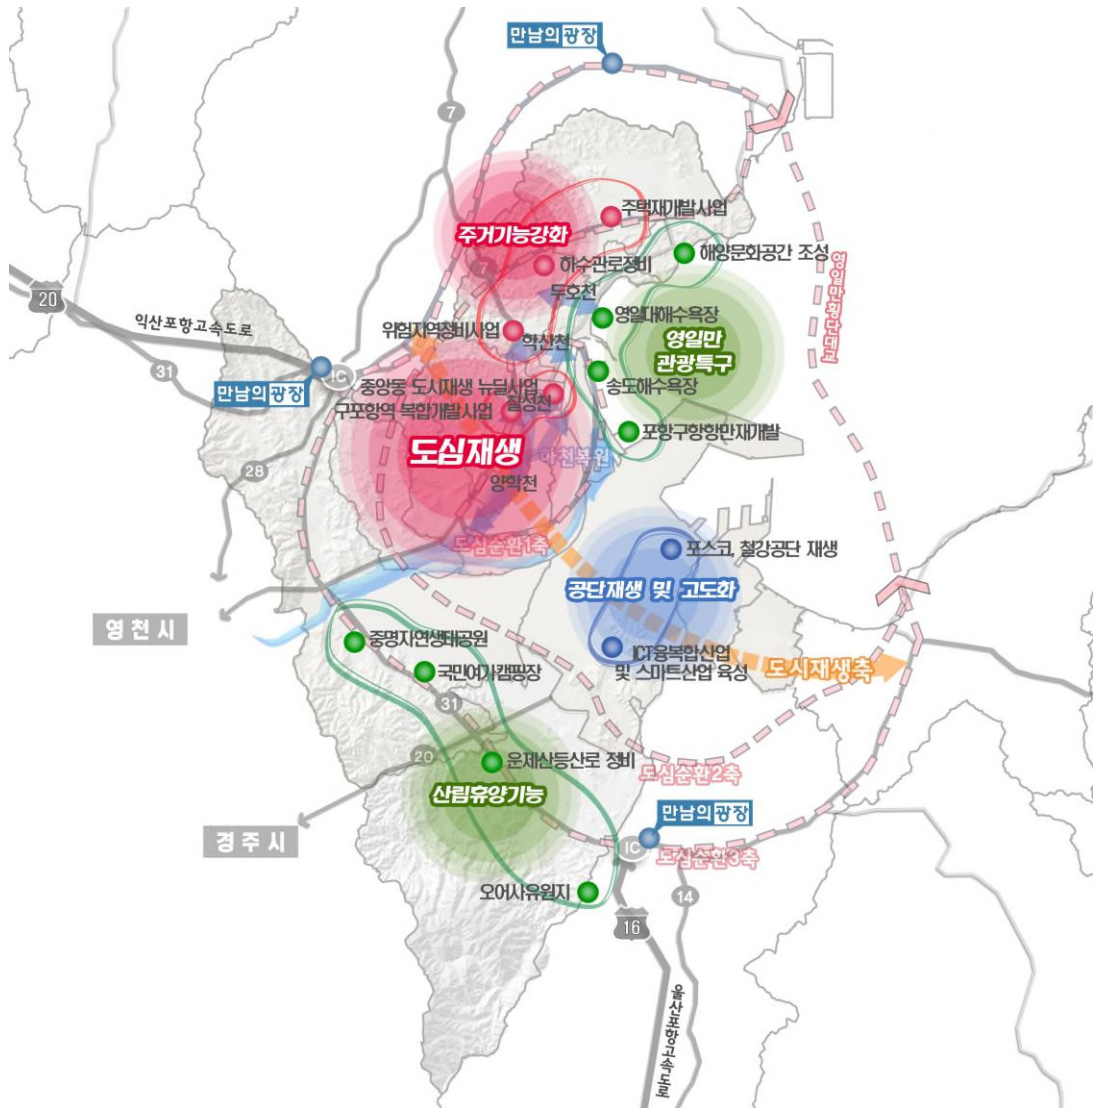 만남의광장
7
주택재개발사업
주거기능강화
해양문화공간 조성
7
하수관로정비
영일만횡단대교
두호천
20
영일대해수욕장
익산포항고속도로
위험지역정비사업
학산천
영일만
관광특구
31
IC
만남의광장
중앙동 도시재생 뉴딜사업
송도해수욕장
칠성천
구포항역 복합개발사업
포항구항항만재개발
도심재생
하천복원
28
양학천
도심순환1축
포스코, 철강공단 재생
공단재생 및 고도화
영천시
중명자연생태공원
ICT융복합산업
및 스마트산업 육성
도시재생축
국민여가캠핑장
31
20
운제산등산로 정비
도심순환2축
산림휴양기능
만남의광장
경주시
IC
도심순환3축
오어사유원지
14
16
울산포항고속도로